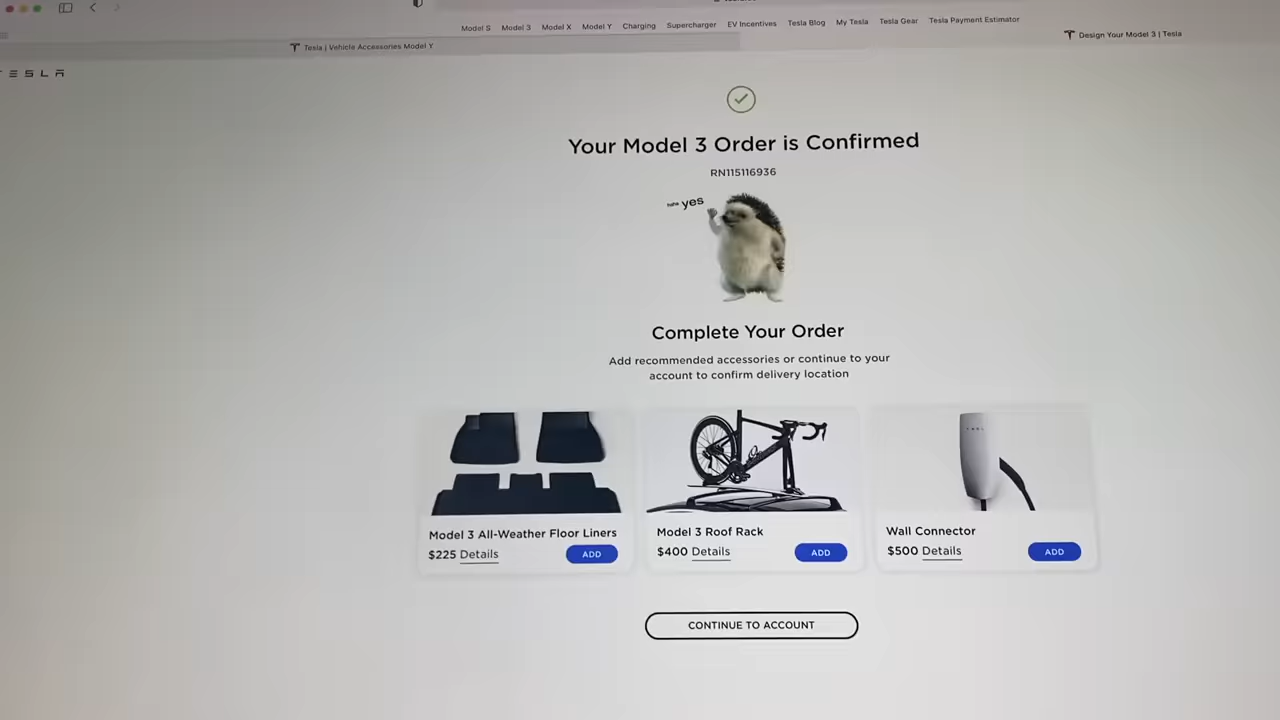 Model S Model 3 Model X Model Y Charging Supercharger EV Incentives Tesla Blog My Tesla Tesla Gear Tesla Payment Estimator
Tesla | Vehicle Accessories Model Y
Design Your Model 3 | Tesla
TESLA
Your Model 3 Order is Confirmed
RN115116936
haha yes
Complete Your Order
Add recommended accessories or continue to your
account to confirm delivery location
Model 3 All-Weather Floor Liners
$225 Details
ADD
Model 3 Roof Rack
$400 Details
ADD
Wall Connector
$500 Details
ADD
CONTINUE TO ACCOUNT